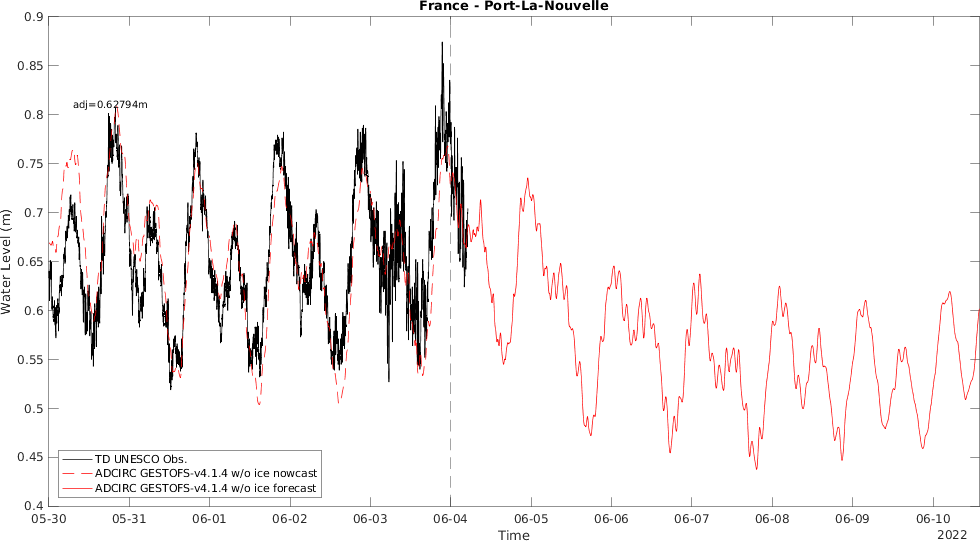 France - Port-La-Nouvelle
0.9
0.85
0.8
0.75
0.7
0.65
0.6
0.55
0.5
0.45
0.4
Water Level (m)
adj=0.62794m
TD UNESCO Obs.
ADCIRC GESTOFS-v4.1.4 w/o ice nowcast
ADCIRC GESTOFS-v4.1.4 w/o ice forecast
05-30 05-31 06-01 06-02 06-03 06-04 06-05 06-06 06-07 06-08 06-09 06-10
Time
2022